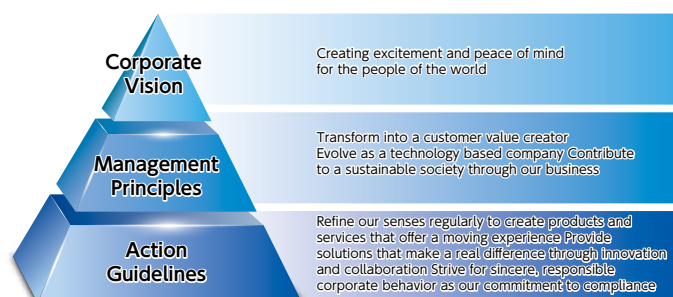 Corporate
Vision
Creating excitement and peace of mind
for the people of the world
Management
Principles
Transform into a customer value creator
Evolve as a technology based company Contribute
to a sustainable society through our business
Action
Guidelines
Refine our senses regularly to create products and
services that offer a moving experience Provide
solutions that make a real difference through innovation
and collaboration Strive for sincere, responsible
corporate behavior as our commitment to compliance